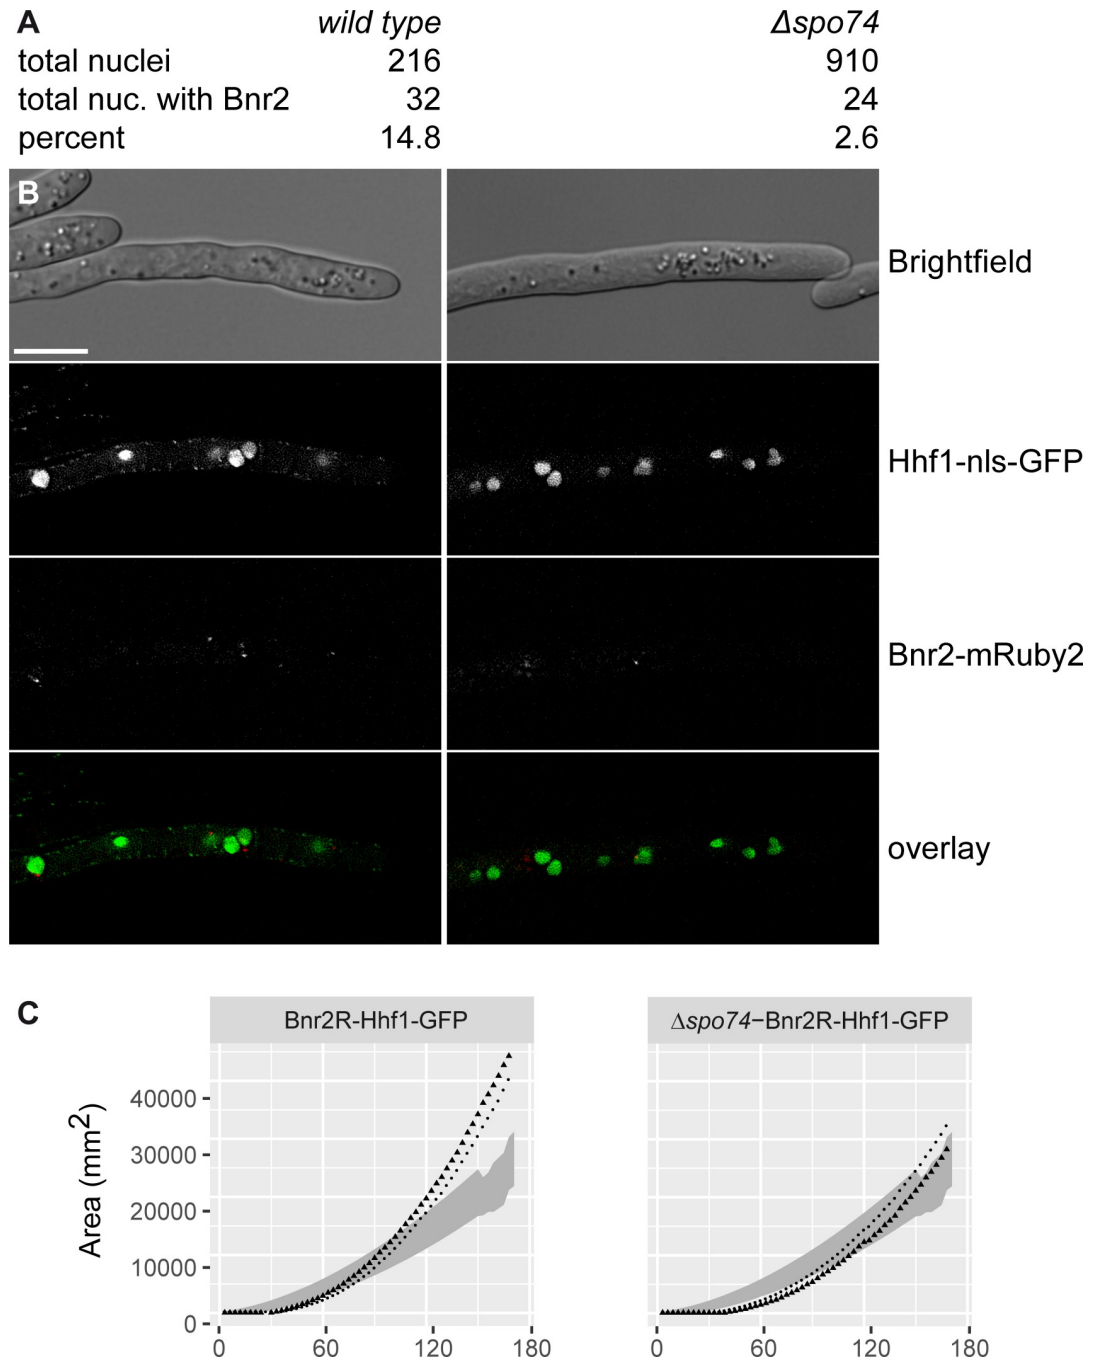 A wild type Δspo74
total nuclei 216 910
total nuc. with Bnr2 32 24
percent 14.8 2.6
B
Brightfield
Hhf1-nls-GFP
Bnr2-mRuby2
overlay
C
Bnr2R-Hhf1-GFP Δspo74−Bnr2R-Hhf1-GFP
Area (mm2)
40000
30000
20000
10000
0
0 60 120 180 0 60 120 180